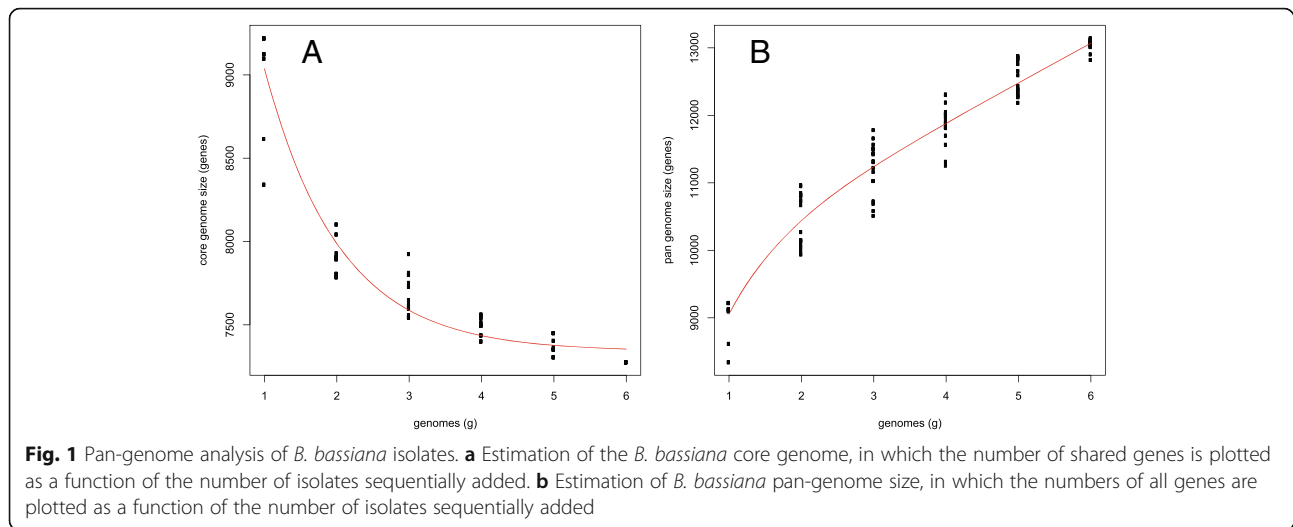 A
core genome size (genes)
9000
8500
8000
7500
1 2 3 4 5 6
genomes (g)
B
pan genome size (genes)
13000
12000
11000
10000
9000
1 2 3 4 5 6
genomes (g)
Fig. 1 Pan-genome analysis of B. bassiana isolates. a Estimation of the B. bassiana core genome, in which the number of shared genes is plotted
as a function of the number of isolates sequentially added. b Estimation of B. bassiana pan-genome size, in which the numbers of all genes are
plotted as a function of the number of isolates sequentially added